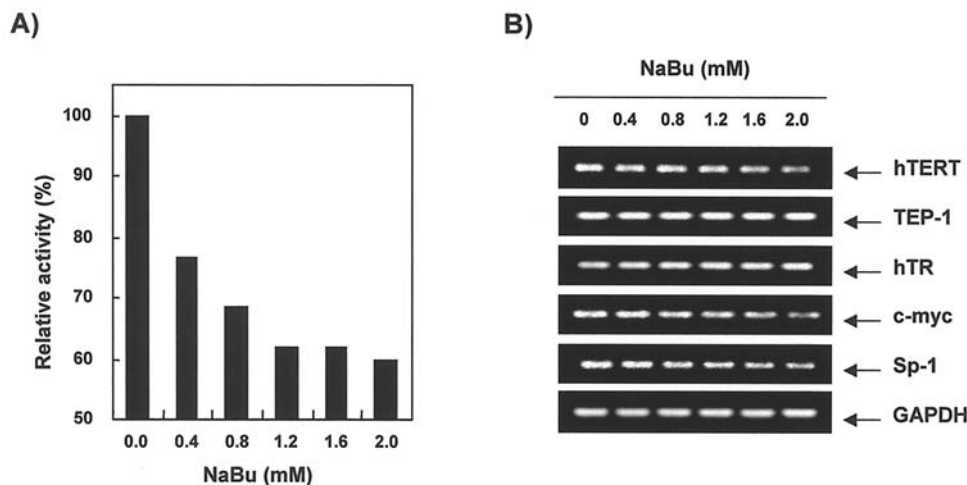 A)
Relative activity (%)
100
90
80
70
60
50
0.0 0.4 0.8 1.2 1.6 2.0
NaBu (mM)
B)
NaBu (mM)
0 0.4 0.8 1.2 1.6 2.0
hTERT
TEP-1
hTR
c-myc
Sp-1
GAPDH